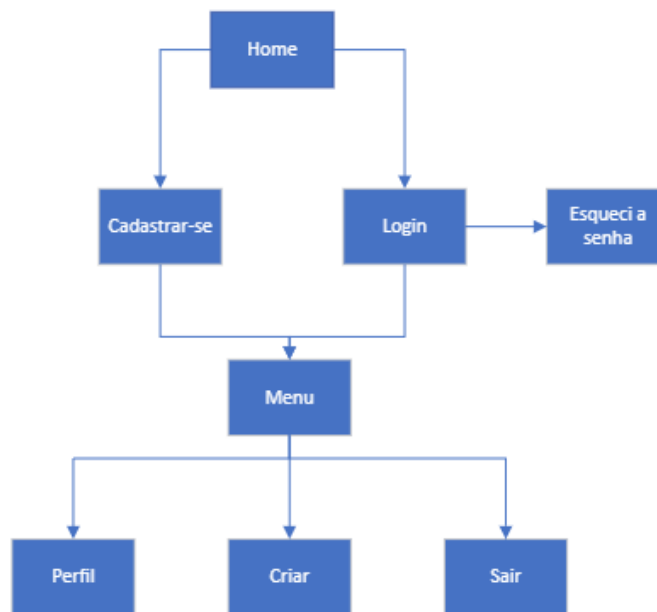 Home
Cadastrar-se
Login
Esqueci a
senha
Menu
Perfil
Criar
Sair